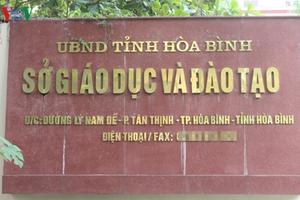 UBND TỈNH HÒA BÌNH
SỞ GIÁO DỤC VÀ ĐÀO TẠO
Đ/C: ĐƯỜNG LÝ NAM ĐẾ - P. TÂN THỊNH - TP. HÒA BÌNH - TỈNH HÒA BÌNH
ĐIỆN THOẠI / FAX: